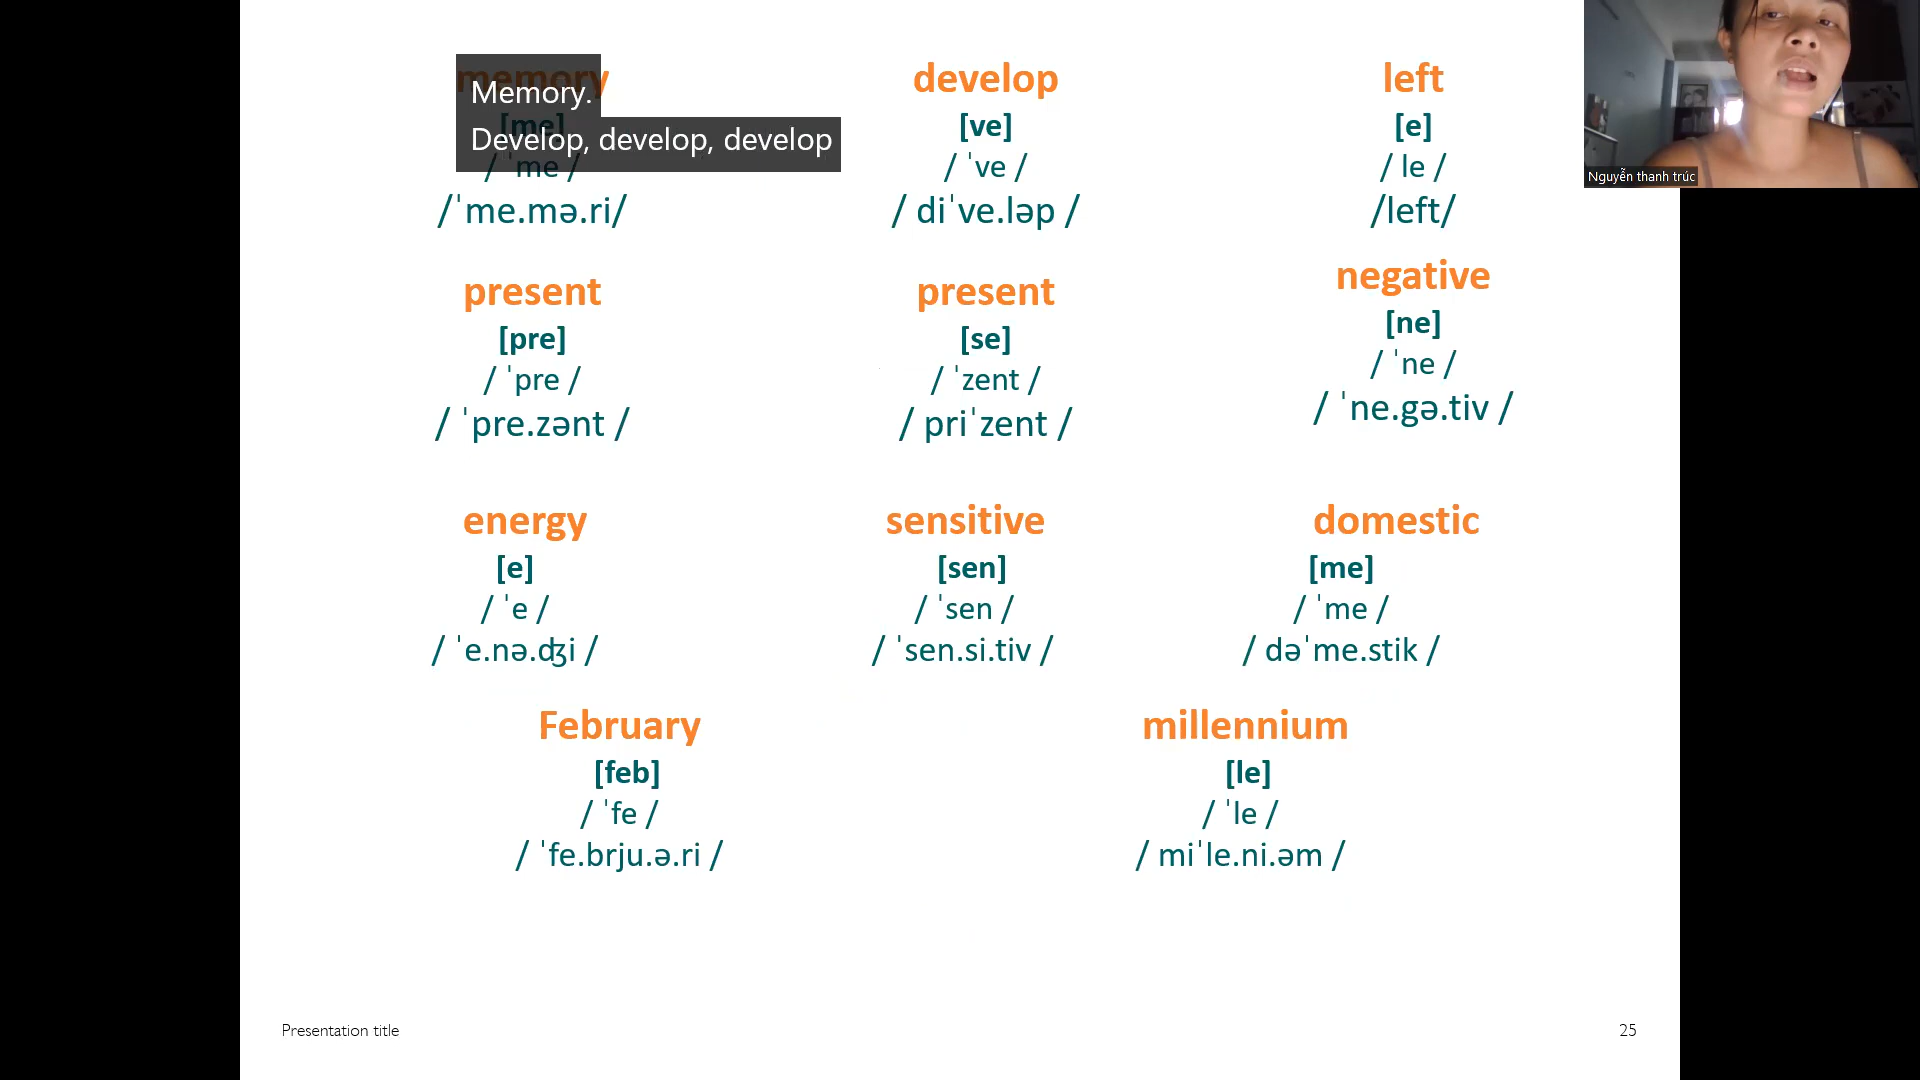 memory
Memory.
[me]
Develop, develop, develop
/ ˈme /
/ˈme.mə.ri/
develop
[ve]
/ ˈve /
/ diˈve.ləp /
left
[e]
/ le /
/left/
Nguyễn thanh trúc
present
[pre]
/ ˈpre /
/ ˈpre.zənt /
present
[se]
/ ˈzent /
/ priˈzent /
negative
[ne]
/ ˈne /
/ ˈne.gə.tiv /
energy
[e]
/ ˈe /
/ ˈe.nə.ʤi /
sensitive
[sen]
/ ˈsen /
/ ˈsen.si.tiv /
domestic
[me]
/ ˈme /
/ dəˈme.stik /
February
[feb]
/ ˈfe /
/ ˈfe.brju.ə.ri /
millennium
[le]
/ ˈle /
/ miˈle.ni.əm /
Presentation title
25